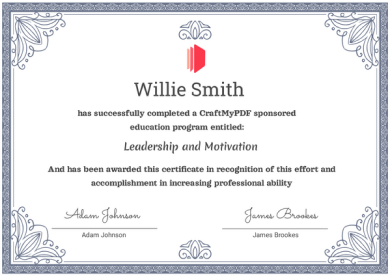 Willie Smith
has successfully completed a CraftMyPDF sponsored
education program entitled:
Leadership and Motivation
And has been awarded this certificate in recognition of this effort and
accomplishment in increasing professional ability
Adam Johnson James Brookes
Adam Johnson James Brookes